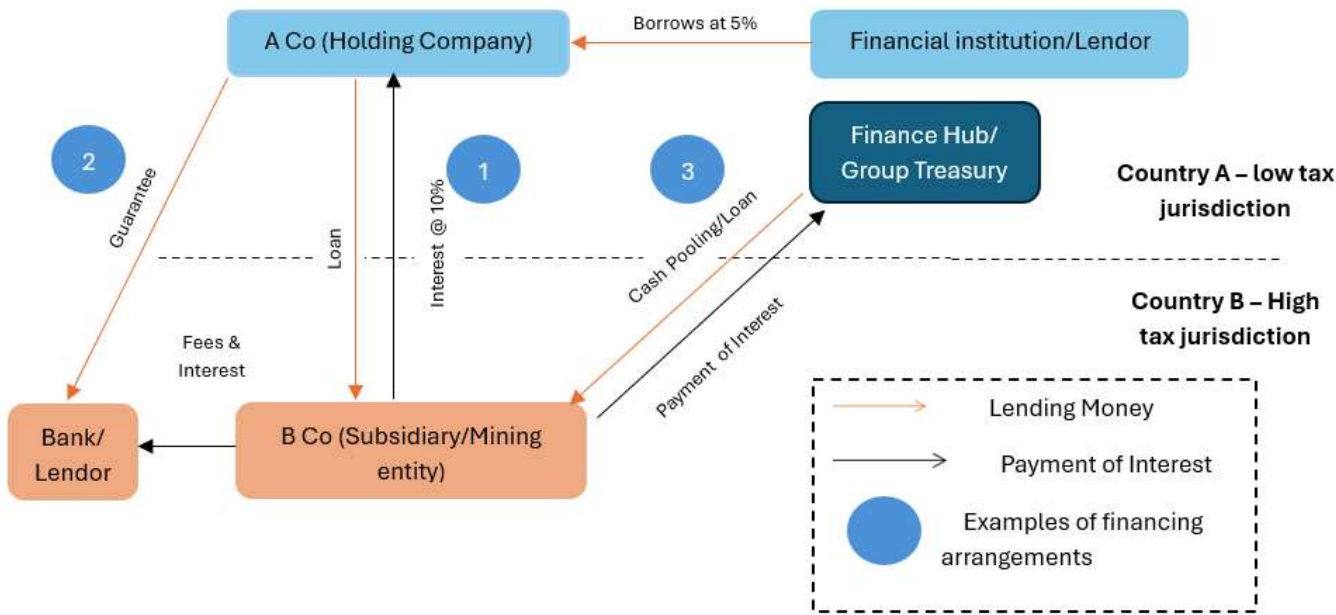 Borrows at 5%
A Co (Holding Company)
Financial institution/Lendor
2
1
3
Finance Hub/
Group Treasury
Country A – low tax
jurisdiction
Guarantee
Loan
Interest @ 10%
Cash Pooling/Loan
Payment of Interest
Country B – High
tax jurisdiction
Fees &
Interest
Bank/
Lendor
B Co (Subsidiary/Mining
entity)
Lending Money
Payment of Interest
Examples of financing
arrangements